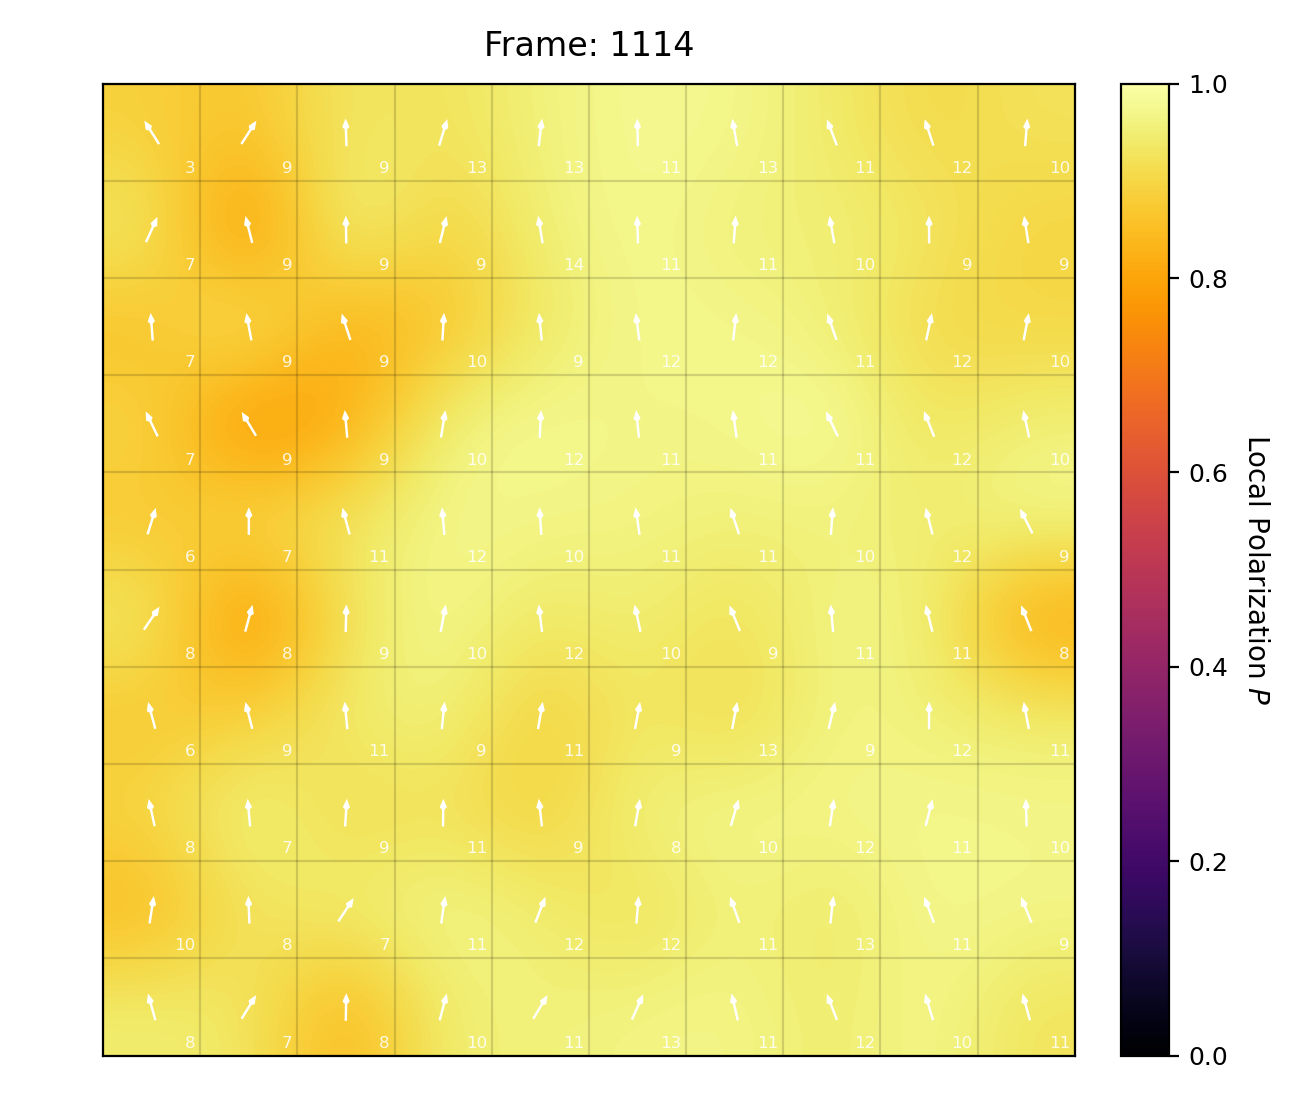 Frame: 1114
3 9 9 13 13 11 13 11 12 10
7 9 9 9 14 11 11 10 9 9
7 9 9 10 9 12 12 11 12 10
7 9 9 10 12 11 11 11 12 10
6 7 11 12 10 11 11 10 12 9
8 8 9 10 12 10 9 11 11 8
6 9 11 9 11 9 13 9 12 11
8 7 9 11 9 8 10 12 11 10
10 8 7 11 12 12 11 13 11 9
8 7 8 10 11 13 11 12 10 11
1.0
0.8
0.6
0.4
0.2
0.0
Local Polarization P